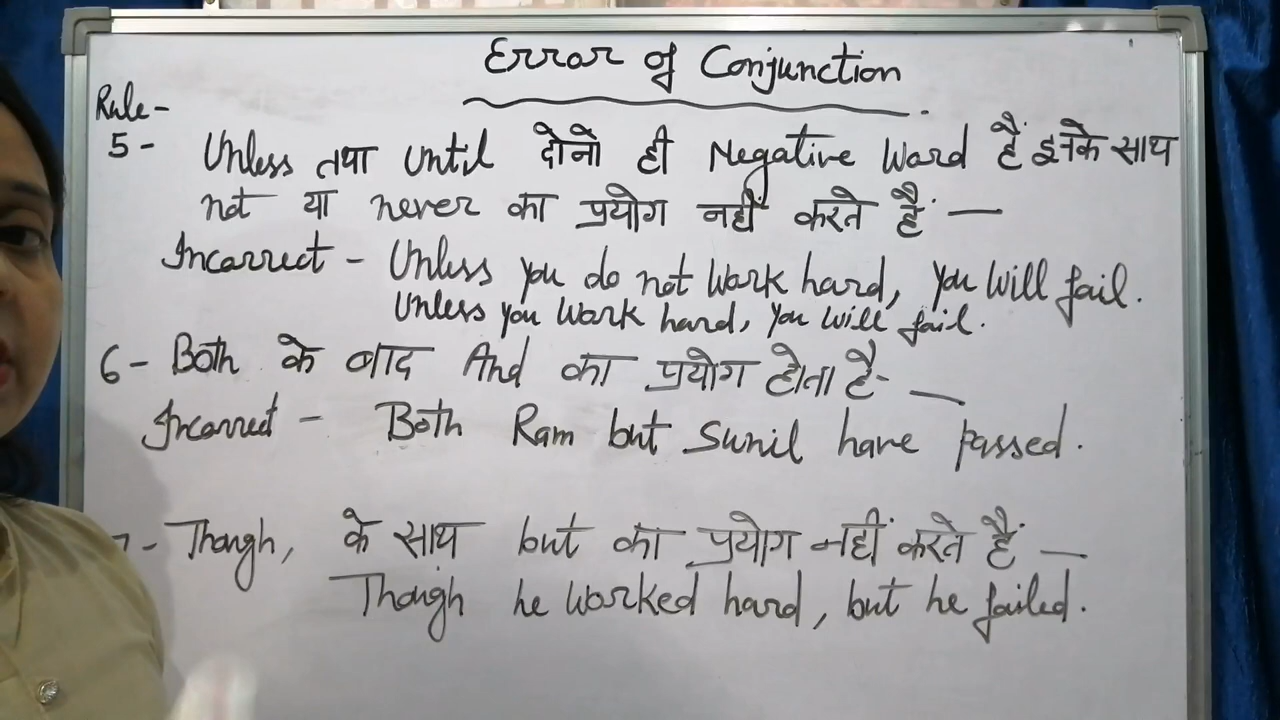 Error of Conjunction
Rule-
5- Unless तथा Until दोनो ही Negative Word हैं इनके साथ
not या never का प्रयोग नहीं करते हैं —
Incorrect - Unless you do not work hard, you will fail.
Unless you work hard, you will fail.
6- Both के बाद And का प्रयोग होता है- —
Incorrect - Both Ram but Sunil have passed.
7- Though, के साथ but का प्रयोग नहीं करते हैं —
Though he worked hard, but he failed.